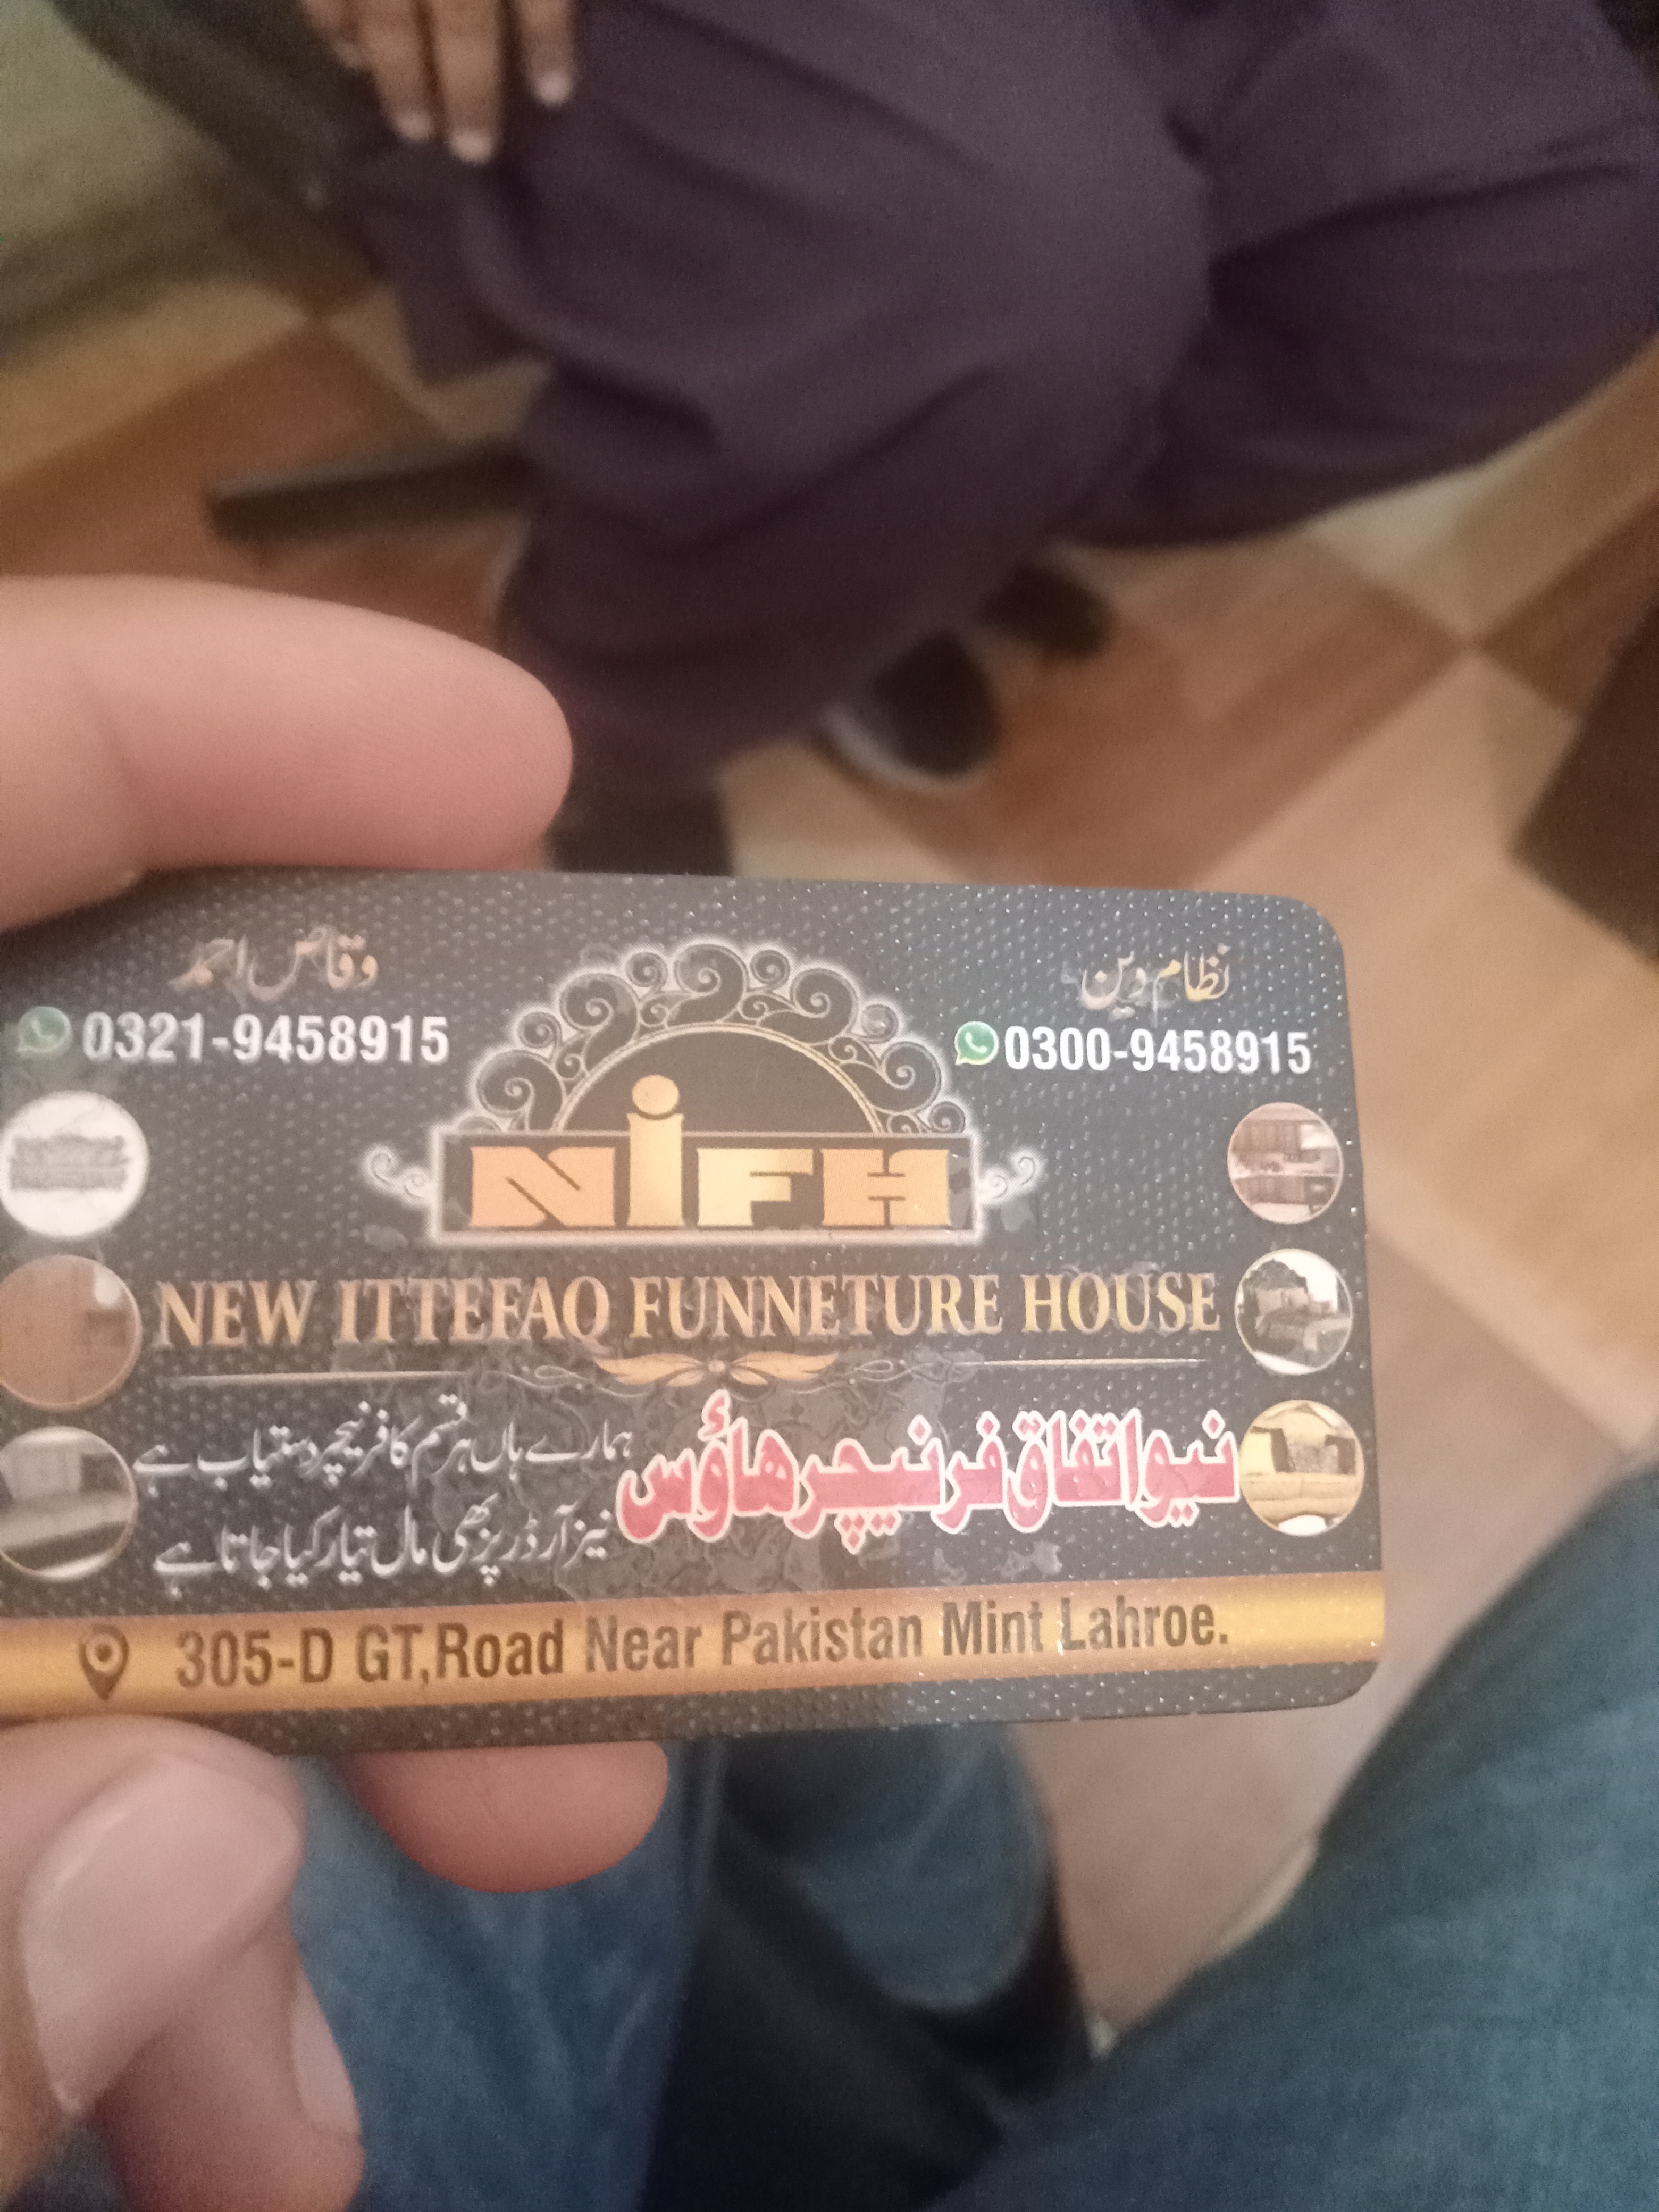 وقاص احمد
نظام دین
0321-9458915
0300-9458915
NiFH
NEW ITTEFAQ FUNNETURE HOUSE
نیو اتفاق فرنیچر هاؤس
ہمارے ہاں ہر قسم کا فرنیچر دستیاب ہے
نیز آرڈر پر بھی مال تیار کیا جاتا ہے
305-D GT,Road Near Pakistan Mint Lahroe.